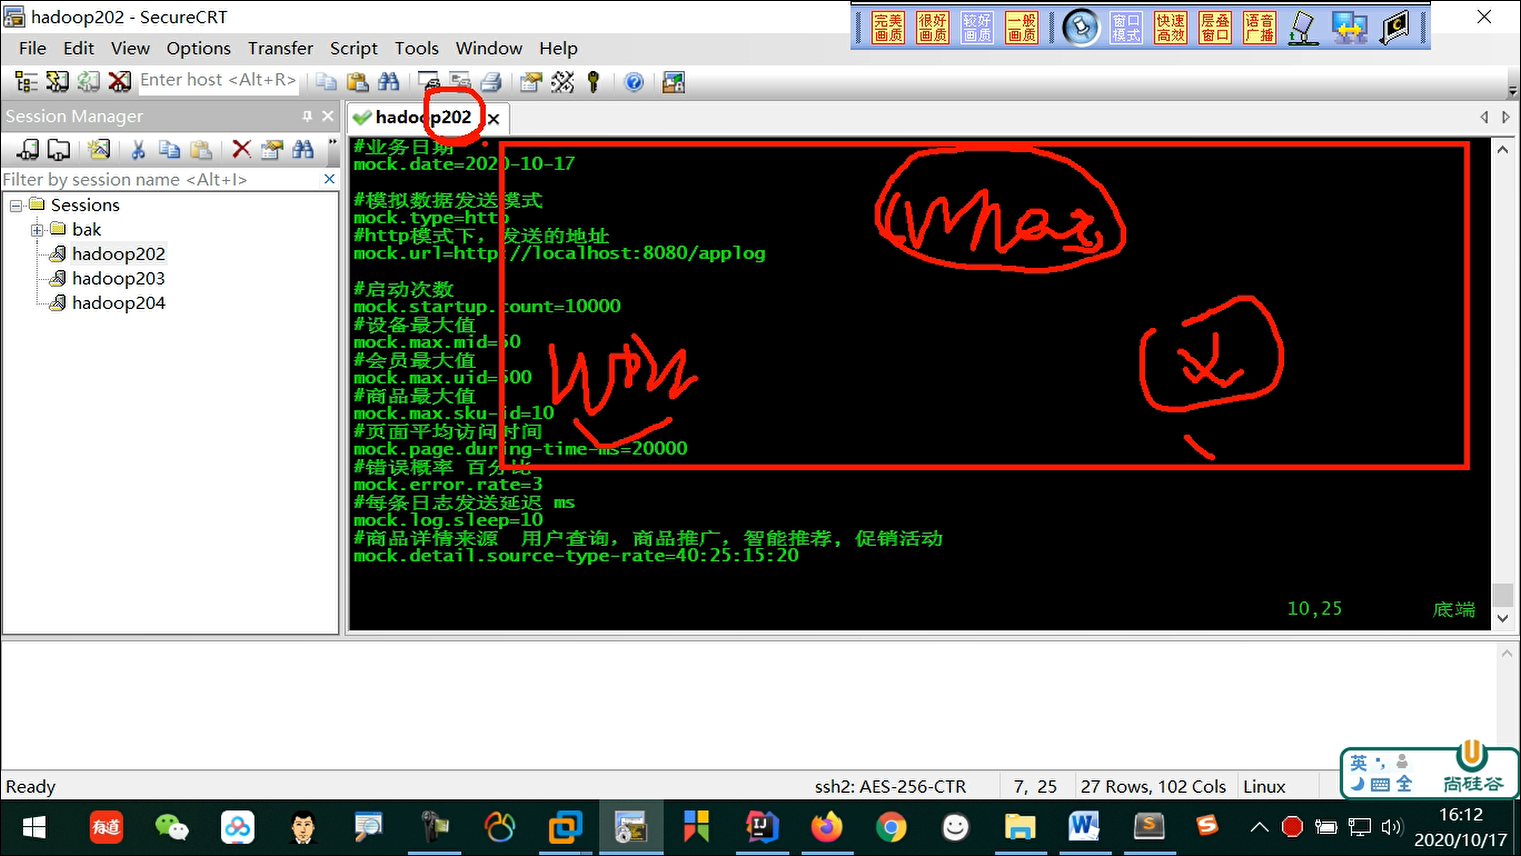 hadoop202 - SecureCRT
完美画质 很好画质 较好画质 一般画质 窗口模式 快速高效 层叠窗口 语音广播
File Edit View Options Transfer Script Tools Window Help
Enter host <Alt+R>
Session Manager
hadoop202
Filter by session name <Alt+I>
Sessions
bak
hadoop202
hadoop203
hadoop204
#业务日期
mock.date=2020-10-17
#模拟数据发送模式
mock.type=http
#http模式下，发送的地址
mock.url=http://localhost:8080/applog
#启动次数
mock.startup.count=10000
#设备最大值
mock.max.mid=50
#会员最大值
mock.max.uid=500
#商品最大值
mock.max.sku-id=10
#页面平均访问时间
mock.page.during-time-ms=20000
#错误概率 百分比
mock.error.rate=3
#每条日志发送延迟 ms
mock.log.sleep=10
#商品详情来源 用户查询，商品推广，智能推荐, 促销活动
mock.detail.source-type-rate=40:25:15:20
10,25 底端
Ready
ssh2: AES-256-CTR
7, 25
27 Rows, 102 Cols
Linux
英
全
尚硅谷
有道
16:12
2020/10/17